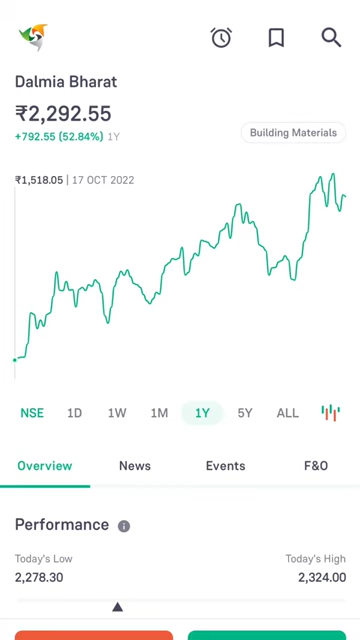 Dalmia Bharat
₹2,292.55
+792.55 (52.84%) 1Y
Building Materials
₹1,518.05 | 17 OCT 2022
NSE 1D 1W 1M 1Y 5Y ALL
Overview News Events F&O
Performance
Today's Low Today's High
2,278.30 2,324.00